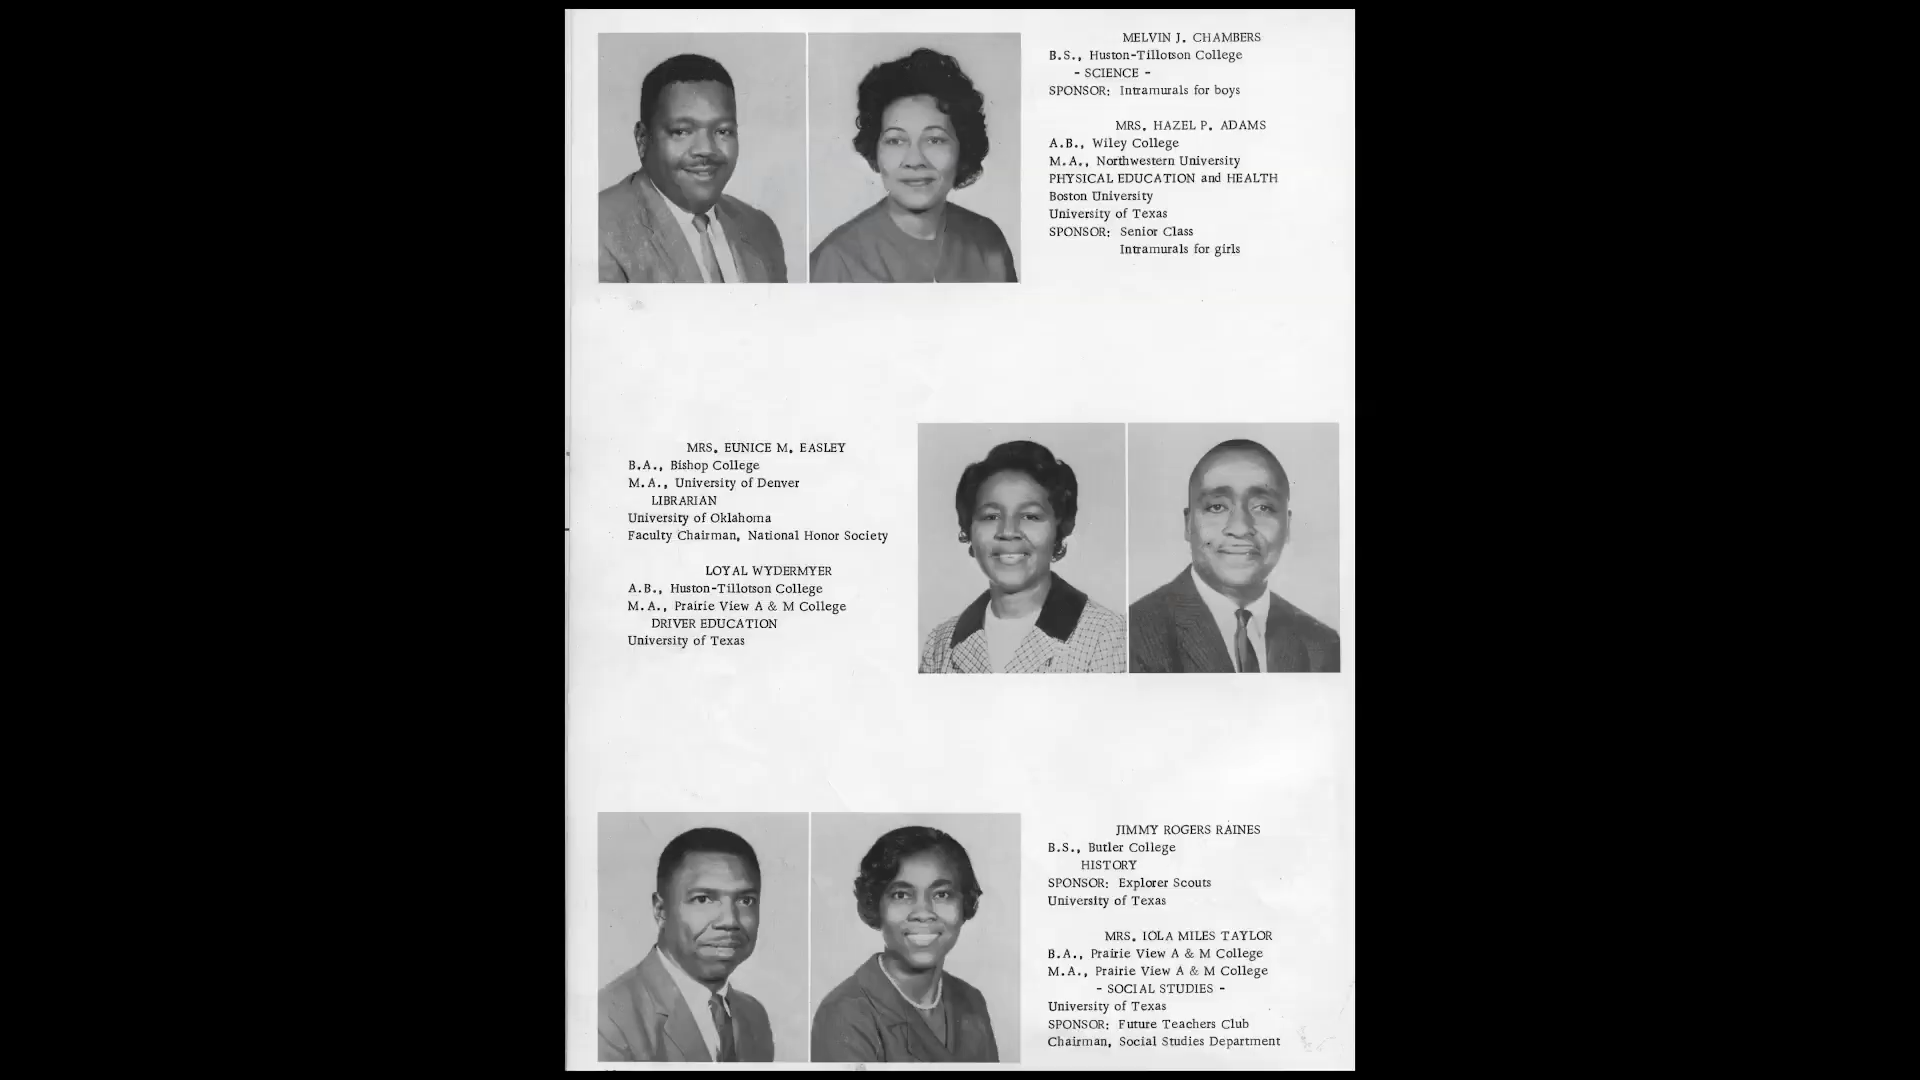 MELVIN J. CHAMBERS
B.S., Huston-Tillotson College
- SCIENCE -
SPONSOR: Intramurals for boys
MRS. HAZEL P. ADAMS
A.B., Wiley College
M.A., Northwestern University
PHYSICAL EDUCATION and HEALTH
Boston University
University of Texas
SPONSOR: Senior Class
Intramurals for girls
MRS. EUNICE M. EASLEY
B.A., Bishop College
M.A., University of Denver
LIBRARIAN
University of Oklahoma
Faculty Chairman, National Honor Society
LOYAL WYDERMYER
A.B., Huston-Tillotson College
M.A., Prairie View A & M College
DRIVER EDUCATION
University of Texas
JIMMY ROGERS RAINES
B.S., Butler College
HISTORY
SPONSOR: Explorer Scouts
University of Texas
MRS. IOLA MILES TAYLOR
B.A., Prairie View A & M College
M.A., Prairie View A & M College
- SOCIAL STUDIES -
University of Texas
SPONSOR: Future Teachers Club
Chairman, Social Studies Department